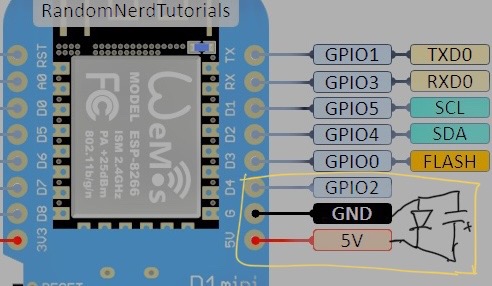 RandomNerdTutorials
RST TX GPIO1 TXD0
A0 RX GPIO3 RXD0
D0 D1 GPIO5 SCL
D5 D2 GPIO4 SDA
D6 D3 GPIO0 FLASH
D7 D4 GPIO2
D8 G GND
3V3 5V 5V
+
WeMos
MODEL ESP-8266
ISM 2.4GHz
PA +25dBm
802.11b/g/n
FC
RESET
D1 mini